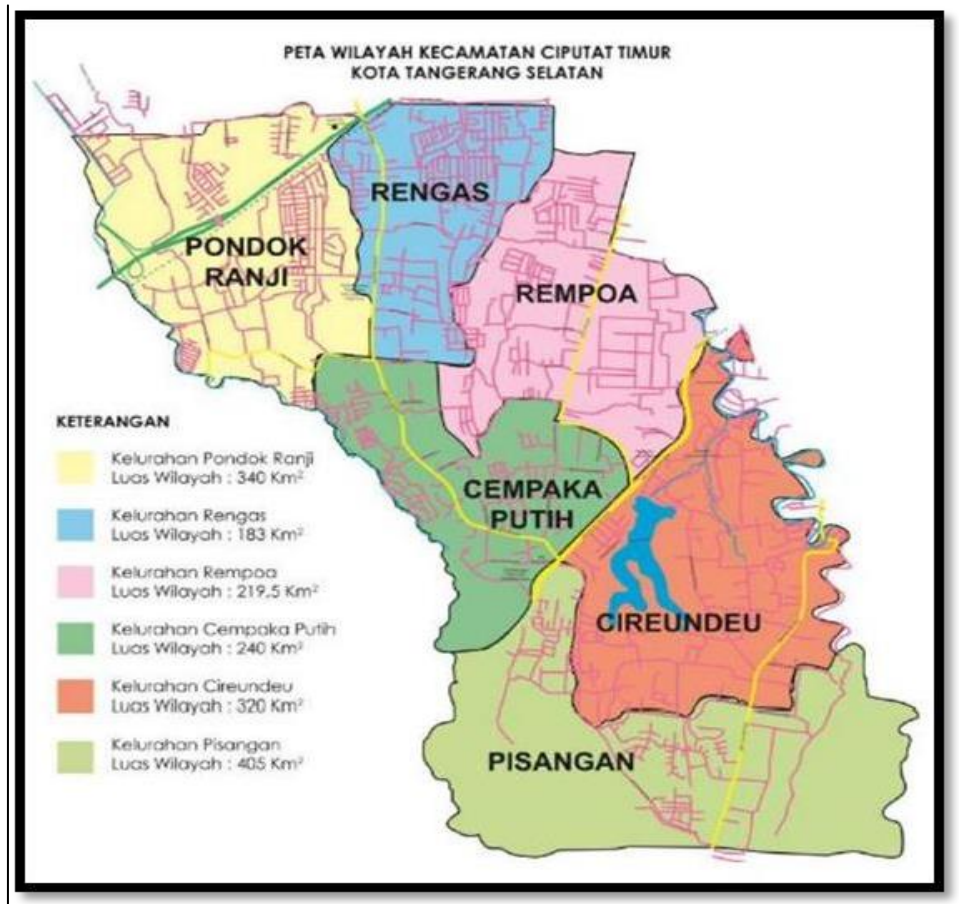 PETA WILAYAH KECAMATAN CIPUTAT TIMUR
KOTA TANGERANG SELATAN
RENGAS
PONDOK
RANJI
REMPOA
CEMPAKA
PUTIH
CIREUNDEU
PISANGAN
KETERANGAN
Kelurahan Pondok Ranji
Luas Wilayah : 340 Km²
Kelurahan Rengas
Luas Wilayah : 183 Km²
Kelurahan Rempoa
Luas Wilayah : 219,5 Km²
Kelurahan Cempaka Putih
Luas Wilayah : 240 Km²
Kelurahan Cireundeu
Luas Wilayah : 320 Km²
Kelurahan Pisangan
Luas Wilayah : 405 Km²